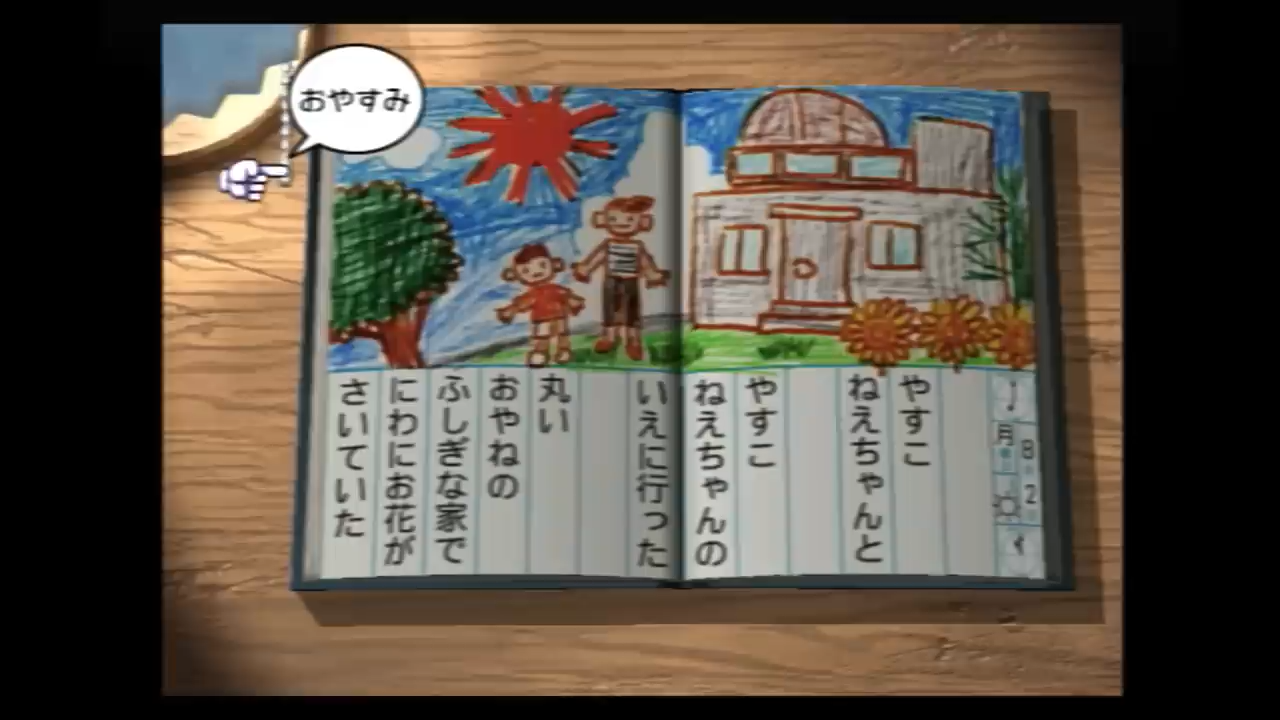 おやすみ
8
月
2
やすこ
ねえちゃんと
やすこ
ねえちゃんの
いえに行った
丸い
おやねの
ふしぎな家で
にわにお花が
さいていた